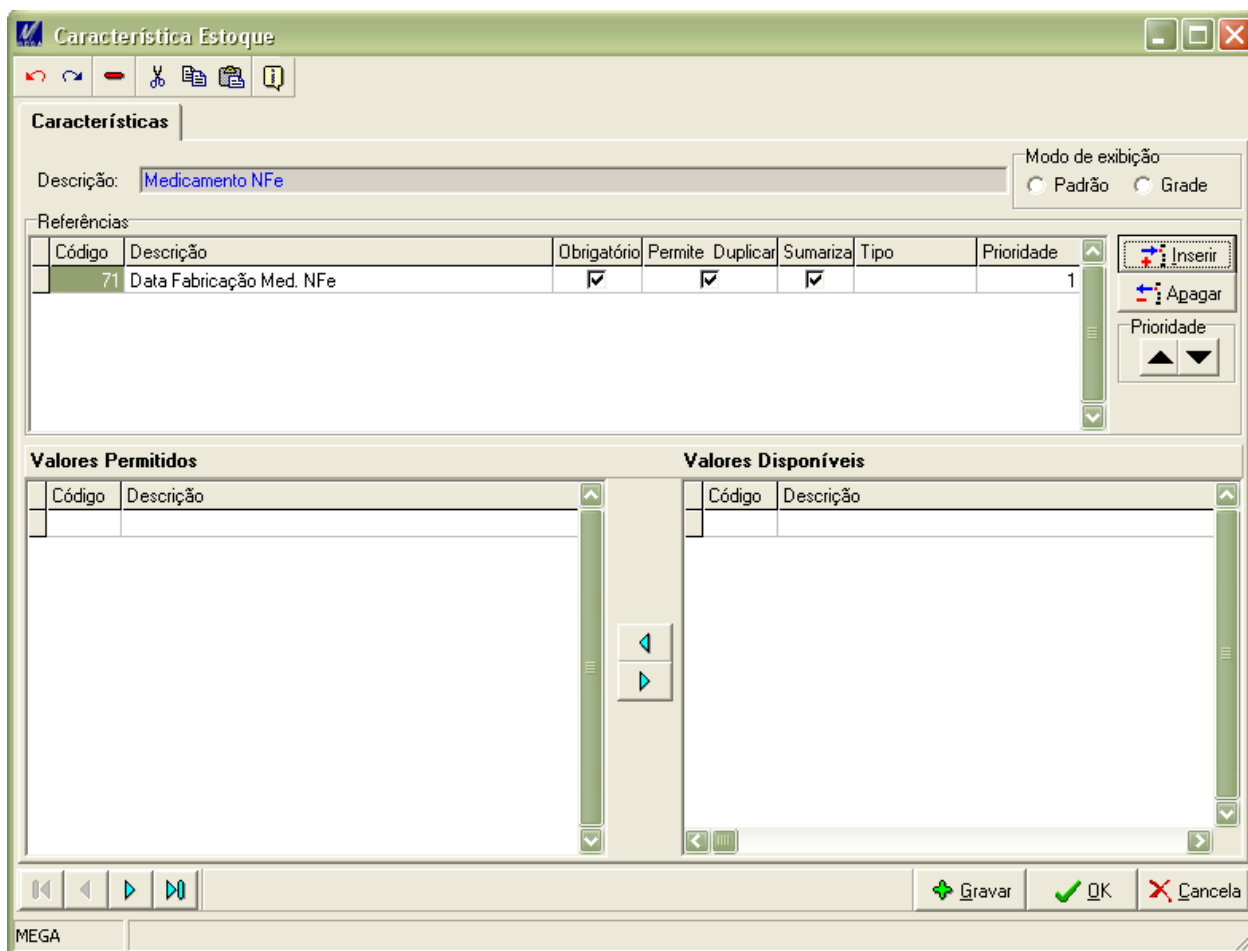 Característica Estoque
Características
Modo de exibição
Descrição: Medicamento NFe
Padrão Grade
Referências
Código Descrição Obrigatório Permite Duplicar Sumariza Tipo Prioridade
71 Data Fabricação Med. NFe 1
Inserir
Apagar
Prioridade
Valores Permitidos Valores Disponíveis
Código Descrição Código Descrição
Gravar OK Cancela
MEGA